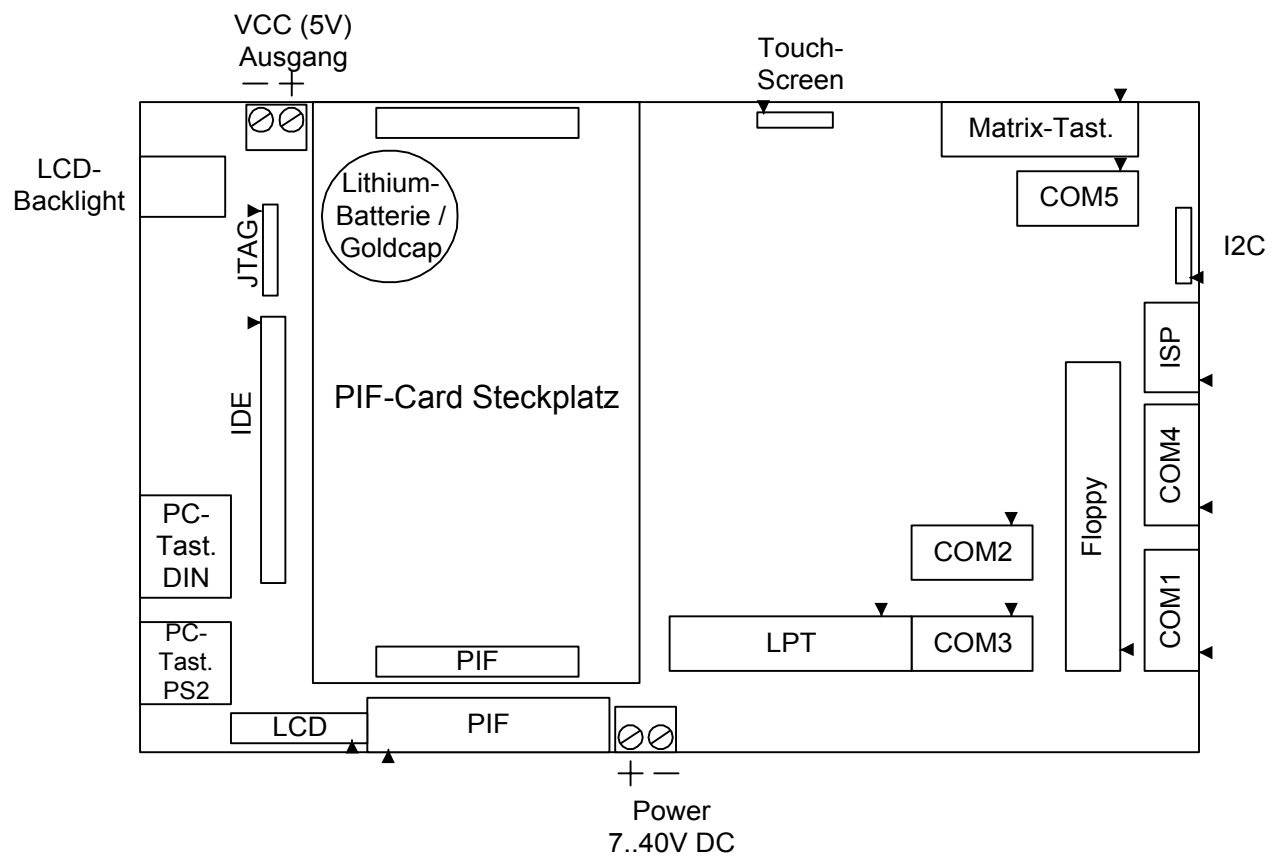 VCC (5V)
Ausgang
— +
Touch-
Screen
Matrix-Tast.
LCD-
Backlight
COM5
Lithium-
Batterie /
Goldcap
JTAG
I2C
ISP
PIF-Card Steckplatz
IDE
COM4
Floppy
PC-
Tast.
DIN
COM2
COM1
PC-
Tast.
PS2
LPT
COM3
PIF
LCD
PIF
+ —
Power
7..40V DC